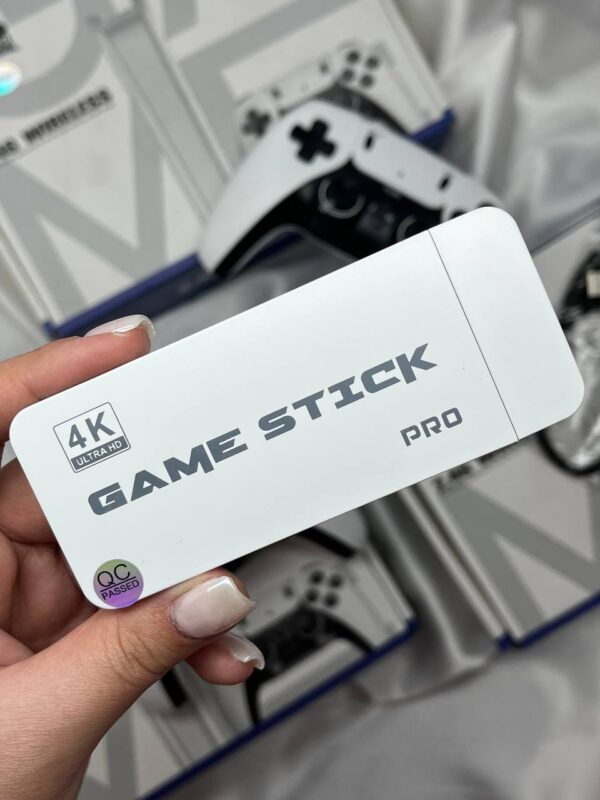 WIRELESS
4K
ULTRA HD
GAME STICK
PRO
QC
PASSED